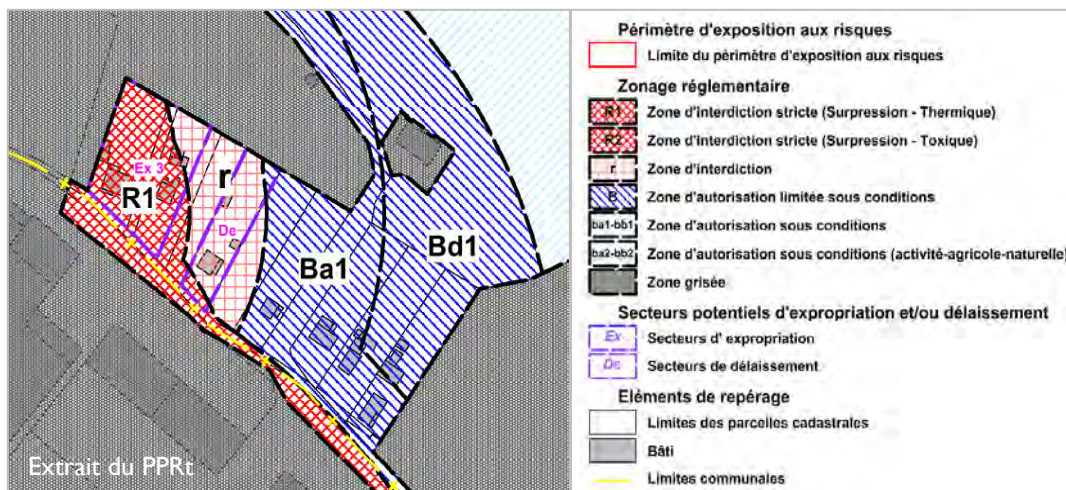 Ex 3
R1
r
De
Ba1
Bd1
Extrait du PPRt
Périmètre d'exposition aux risques
Limite du périmètre d'exposition aux risques
Zonage réglementaire
R1 Zone d'interdiction stricte (Surpression - Thermique)
R2 Zone d'interdiction stricte (Surpression - Toxique)
r Zone d'interdiction
B Zone d'autorisation limitée sous conditions
ba1-bb1 Zone d'autorisation sous conditions
ba2-bb2 Zone d'autorisation sous conditions (activité-agricole-naturelle)
Zone grisée
Secteurs potentiels d'expropriation et/ou délaissement
Ex Secteurs d' expropriation
De Secteurs de délaissement
Eléments de repérage
Limites des parcelles cadastrales
Bâti
Limites communales